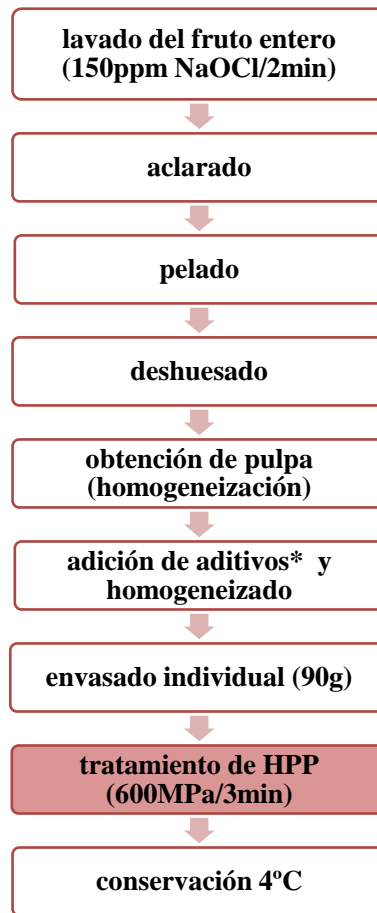 lavado del fruto entero
(150ppm NaOCl/2min)
aclarado
pelado
deshuesado
obtención de pulpa
(homogeneización)
adición de aditivos* y
homogeneizado
envasado individual (90g)
tratamiento de HPP
(600MPa/3min)
conservación 4ºC